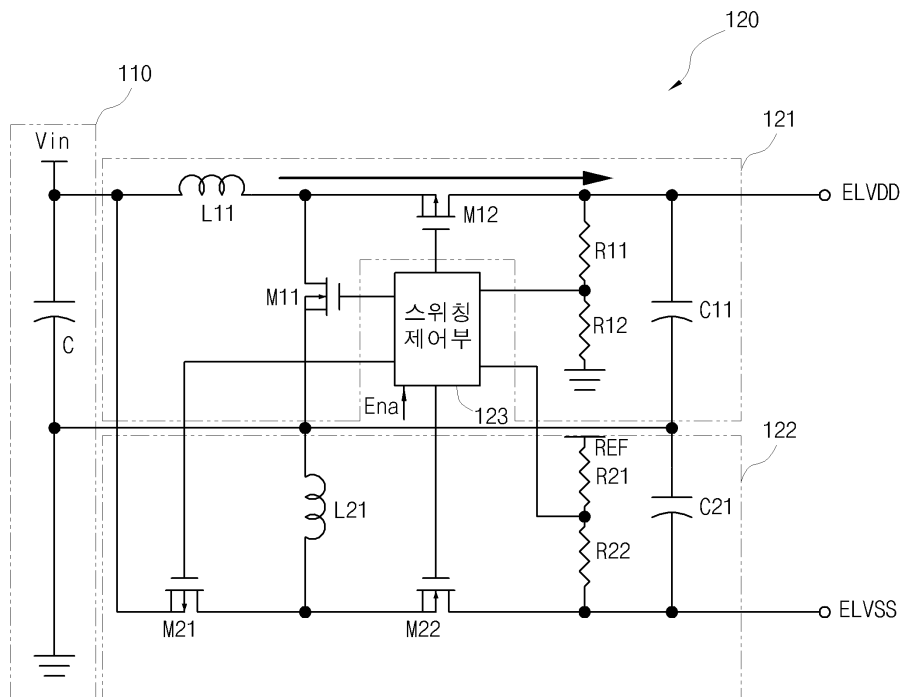 120
110
121
Vin
L11
M12
ELVDD
R11
M11
C11
스위칭
제어부
R12
C
Ena
123
REF
122
R21
L21
C21
R22
M21
M22
ELVSS